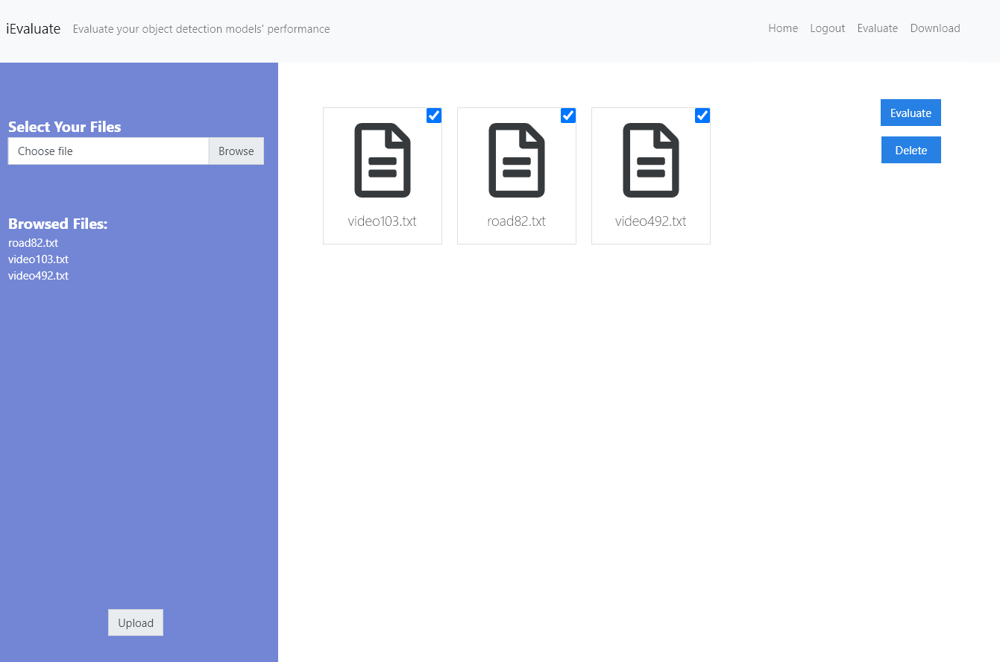 iEvaluate Evaluate your object detection models' performance Home Logout Evaluate Download
Select Your Files
Choose file Browse
Browsed Files:
road82.txt
video103.txt
video492.txt
Upload
video103.txt road82.txt video492.txt
Evaluate
Delete